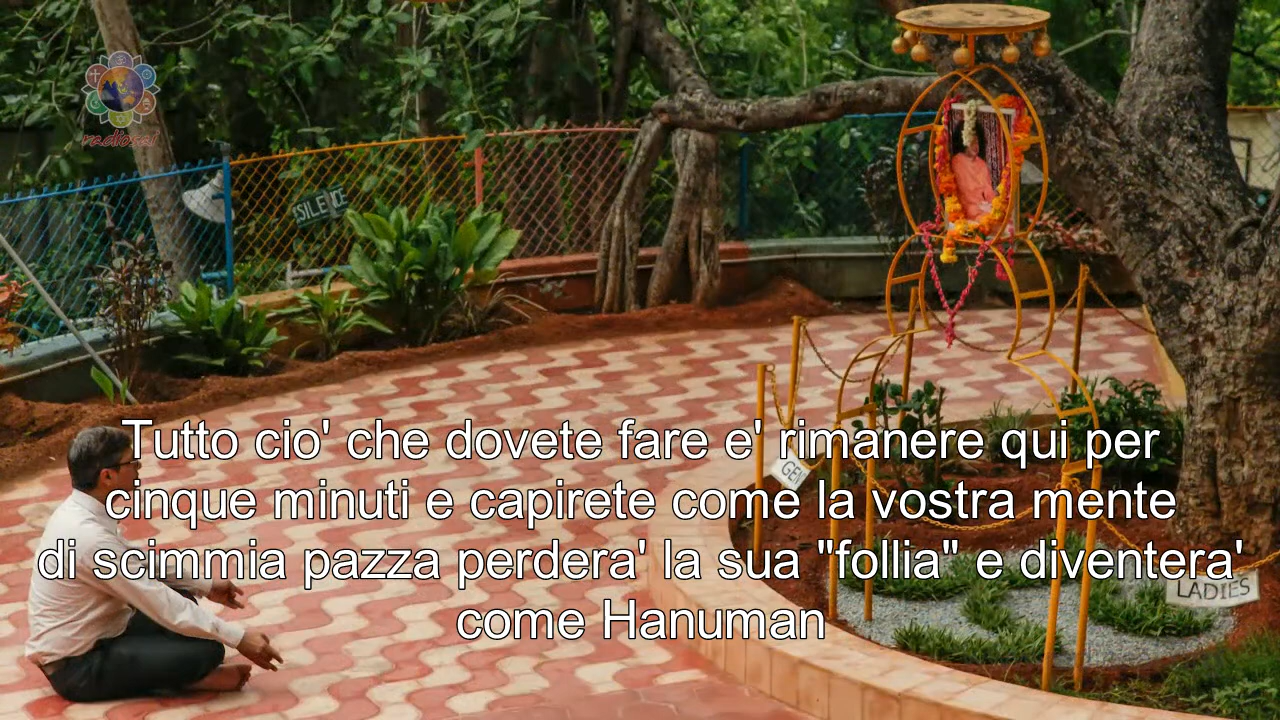 radiosai
SILENCE
Tutto cio' che dovete fare e' rimanere qui per
GEN
cinque minuti e capirete come la vostra mente
di scimmia pazza perdera' la sua "follia" e diventera'
LADIES
come Hanuman